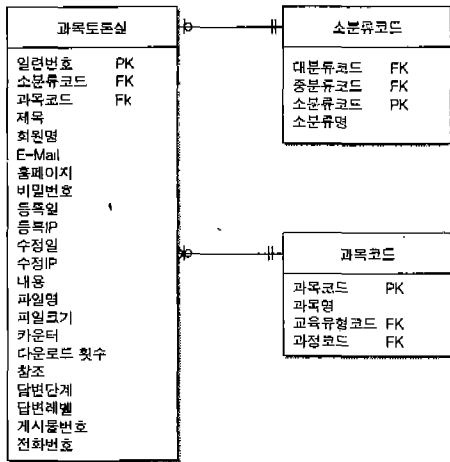 과목토론실
일련번호 PK
소분류코드 FK
과목코드 Fk
제목
회원명
E-Mail
홈페이지
비밀번호
등록일
등록IP
수정일
수정IP
내용
파일명
파일크기
카운터
다운로드 횟수
참조
답변단계
답변레벨
게시물번호
전화번호
소분류코드
대분류코드 FK
중분류코드 FK
소분류코드 PK
소분류명
과목코드
과목코드 PK
과목명
교육유형코드 FK
과정코드 FK